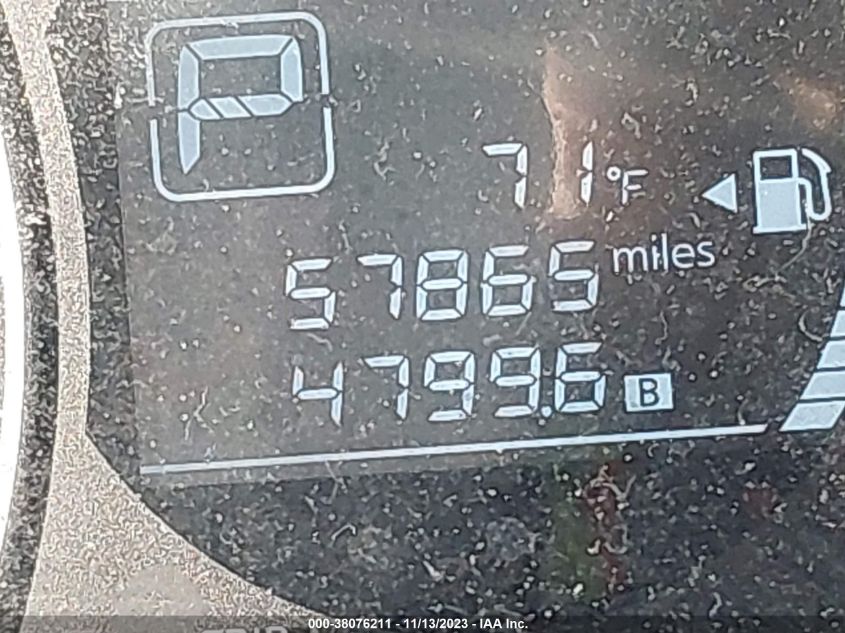 P
71°F
57865 miles
4799.6 B
000-38076211 - 11/13/2023 - IAA Inc.